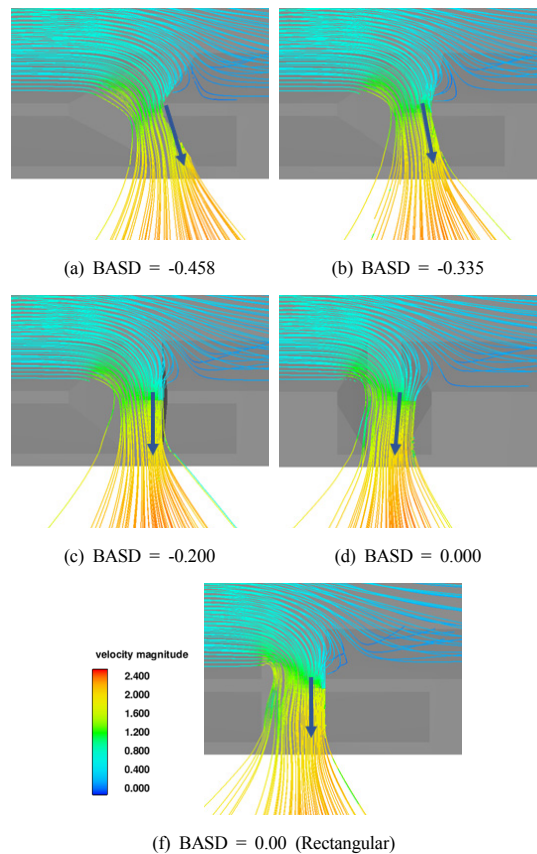 (a) BASD = -0.458
(b) BASD = -0.335
(c) BASD = -0.200
(d) BASD = 0.000
velocity magnitude
2.400
2.000
1.600
1.200
0.800
0.400
0.000
(f) BASD = 0.00 (Rectangular)